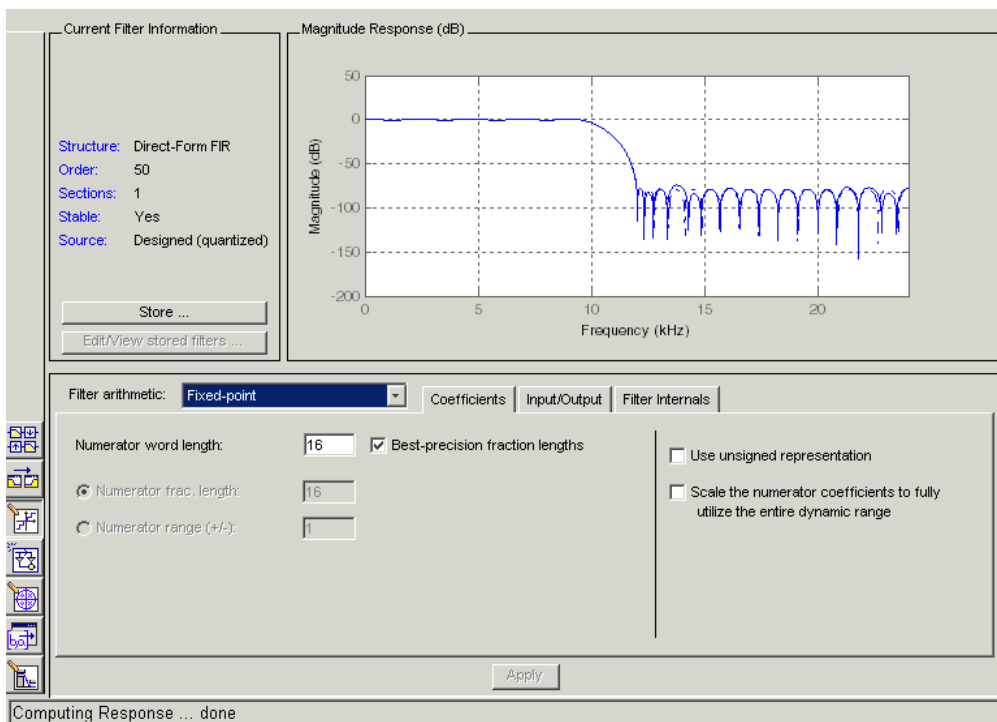 Current Filter Information
Structure: Direct-Form FIR
Order: 50
Sections: 1
Stable: Yes
Source: Designed (quantized)
Store ...
Edit/View stored filters ...
Magnitude Response (dB)
50
0
-50
-100
-150
-200
Magnitude (dB)
0 5 10 15 20
Frequency (kHz)
Filter arithmetic: Fixed-point
Coefficients Input/Output Filter Internals
Numerator word length: 16 Best-precision fraction lengths
Numerator frac. length: 16
Numerator range (+/-): 1
Use unsigned representation
Scale the numerator coefficients to fully
utilize the entire dynamic range
Apply
[b,a]
Computing Response ... done